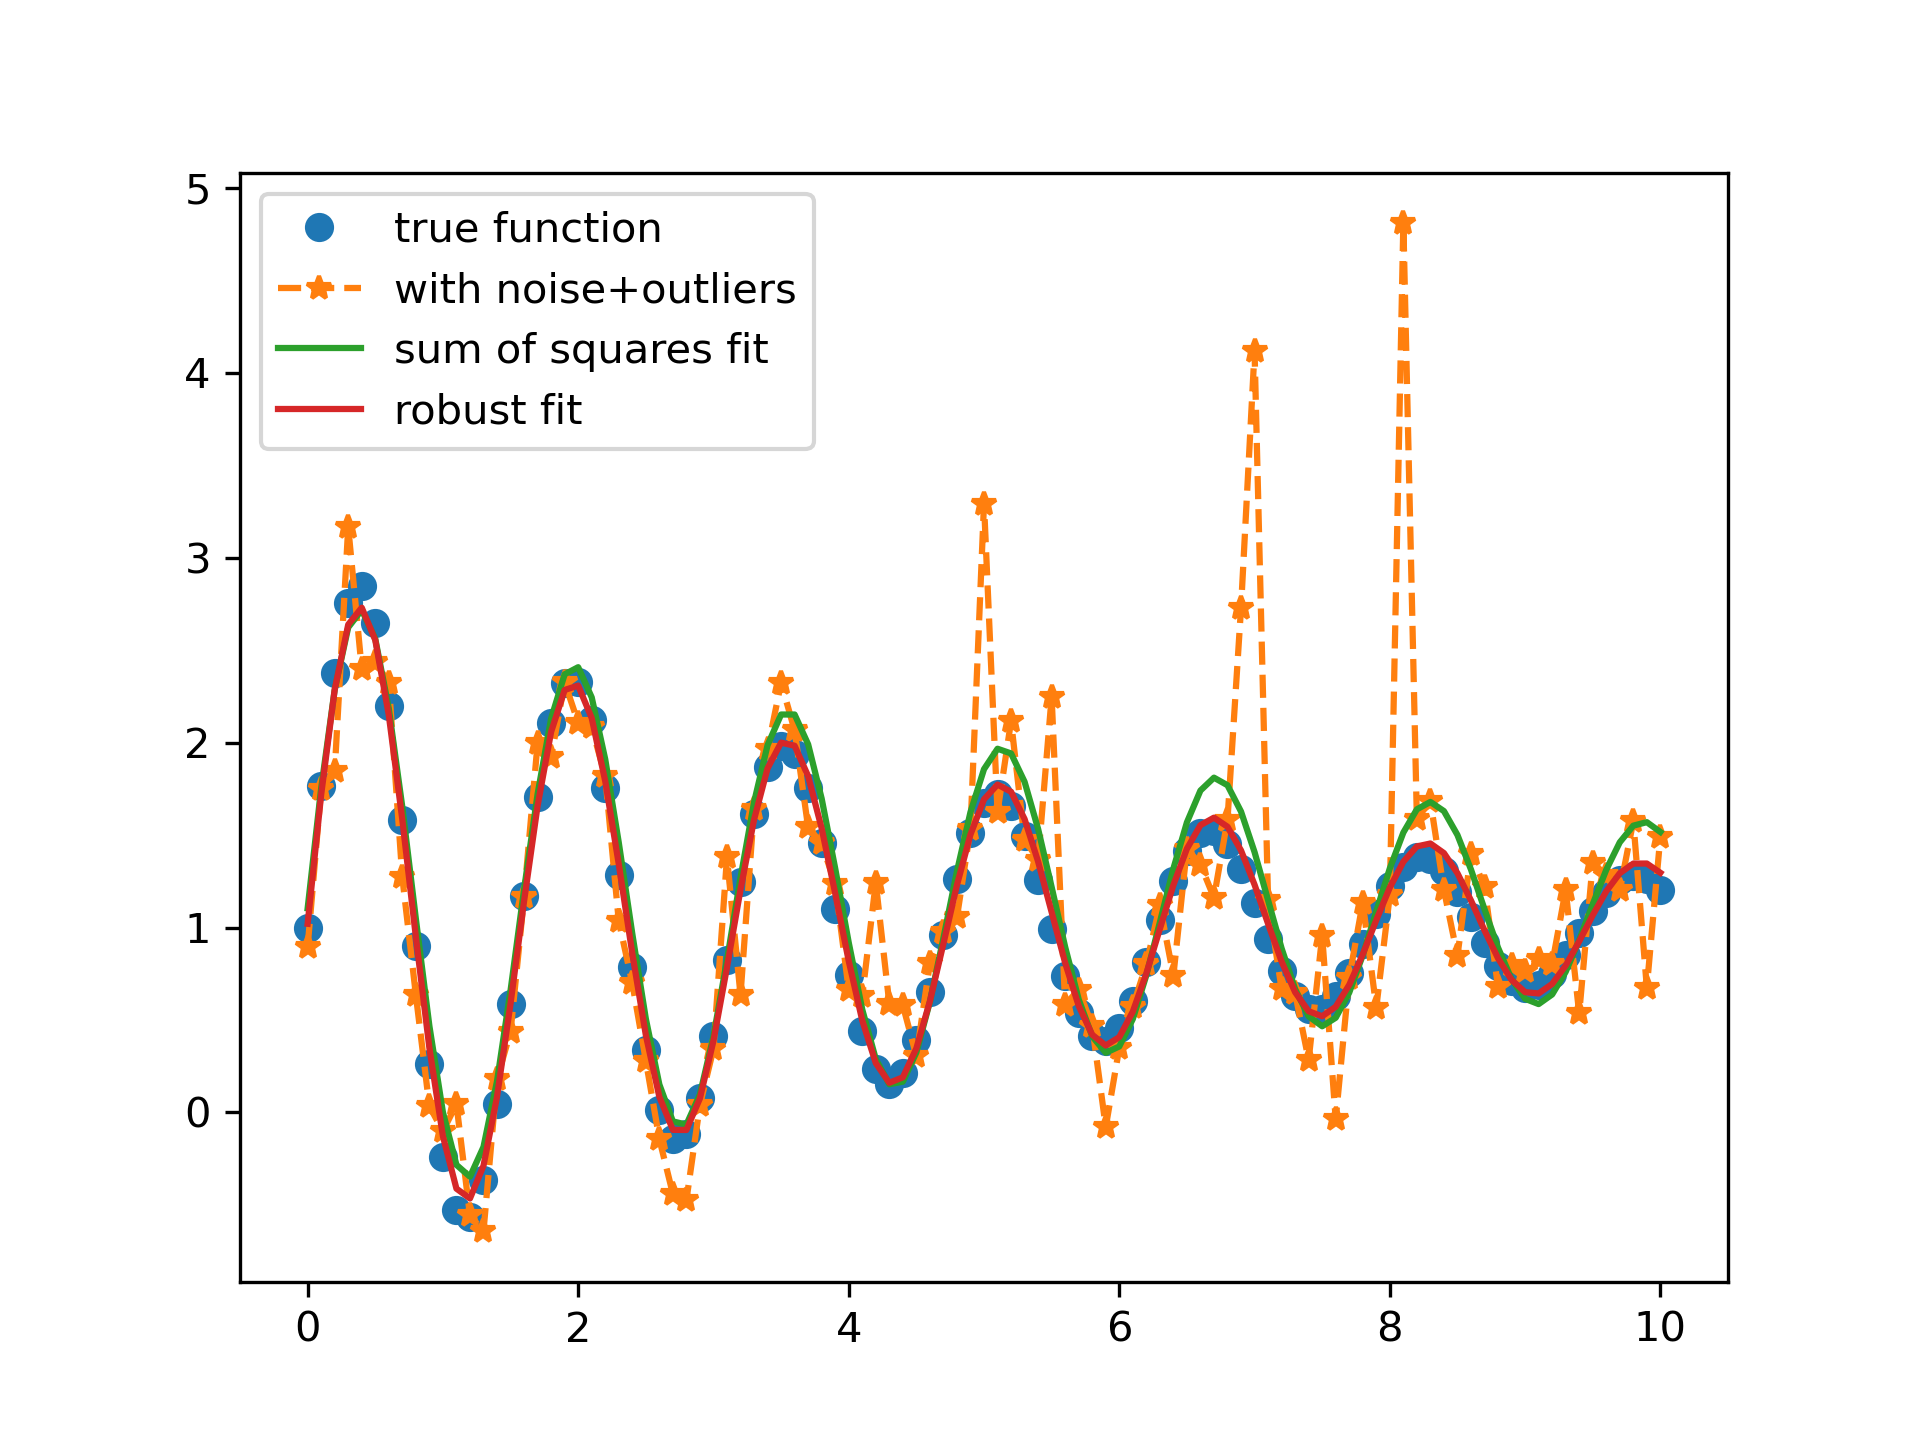 5
4
3
2
1
0
true function
with noise+outliers
sum of squares fit
robust fit
0 2 4 6 8 10